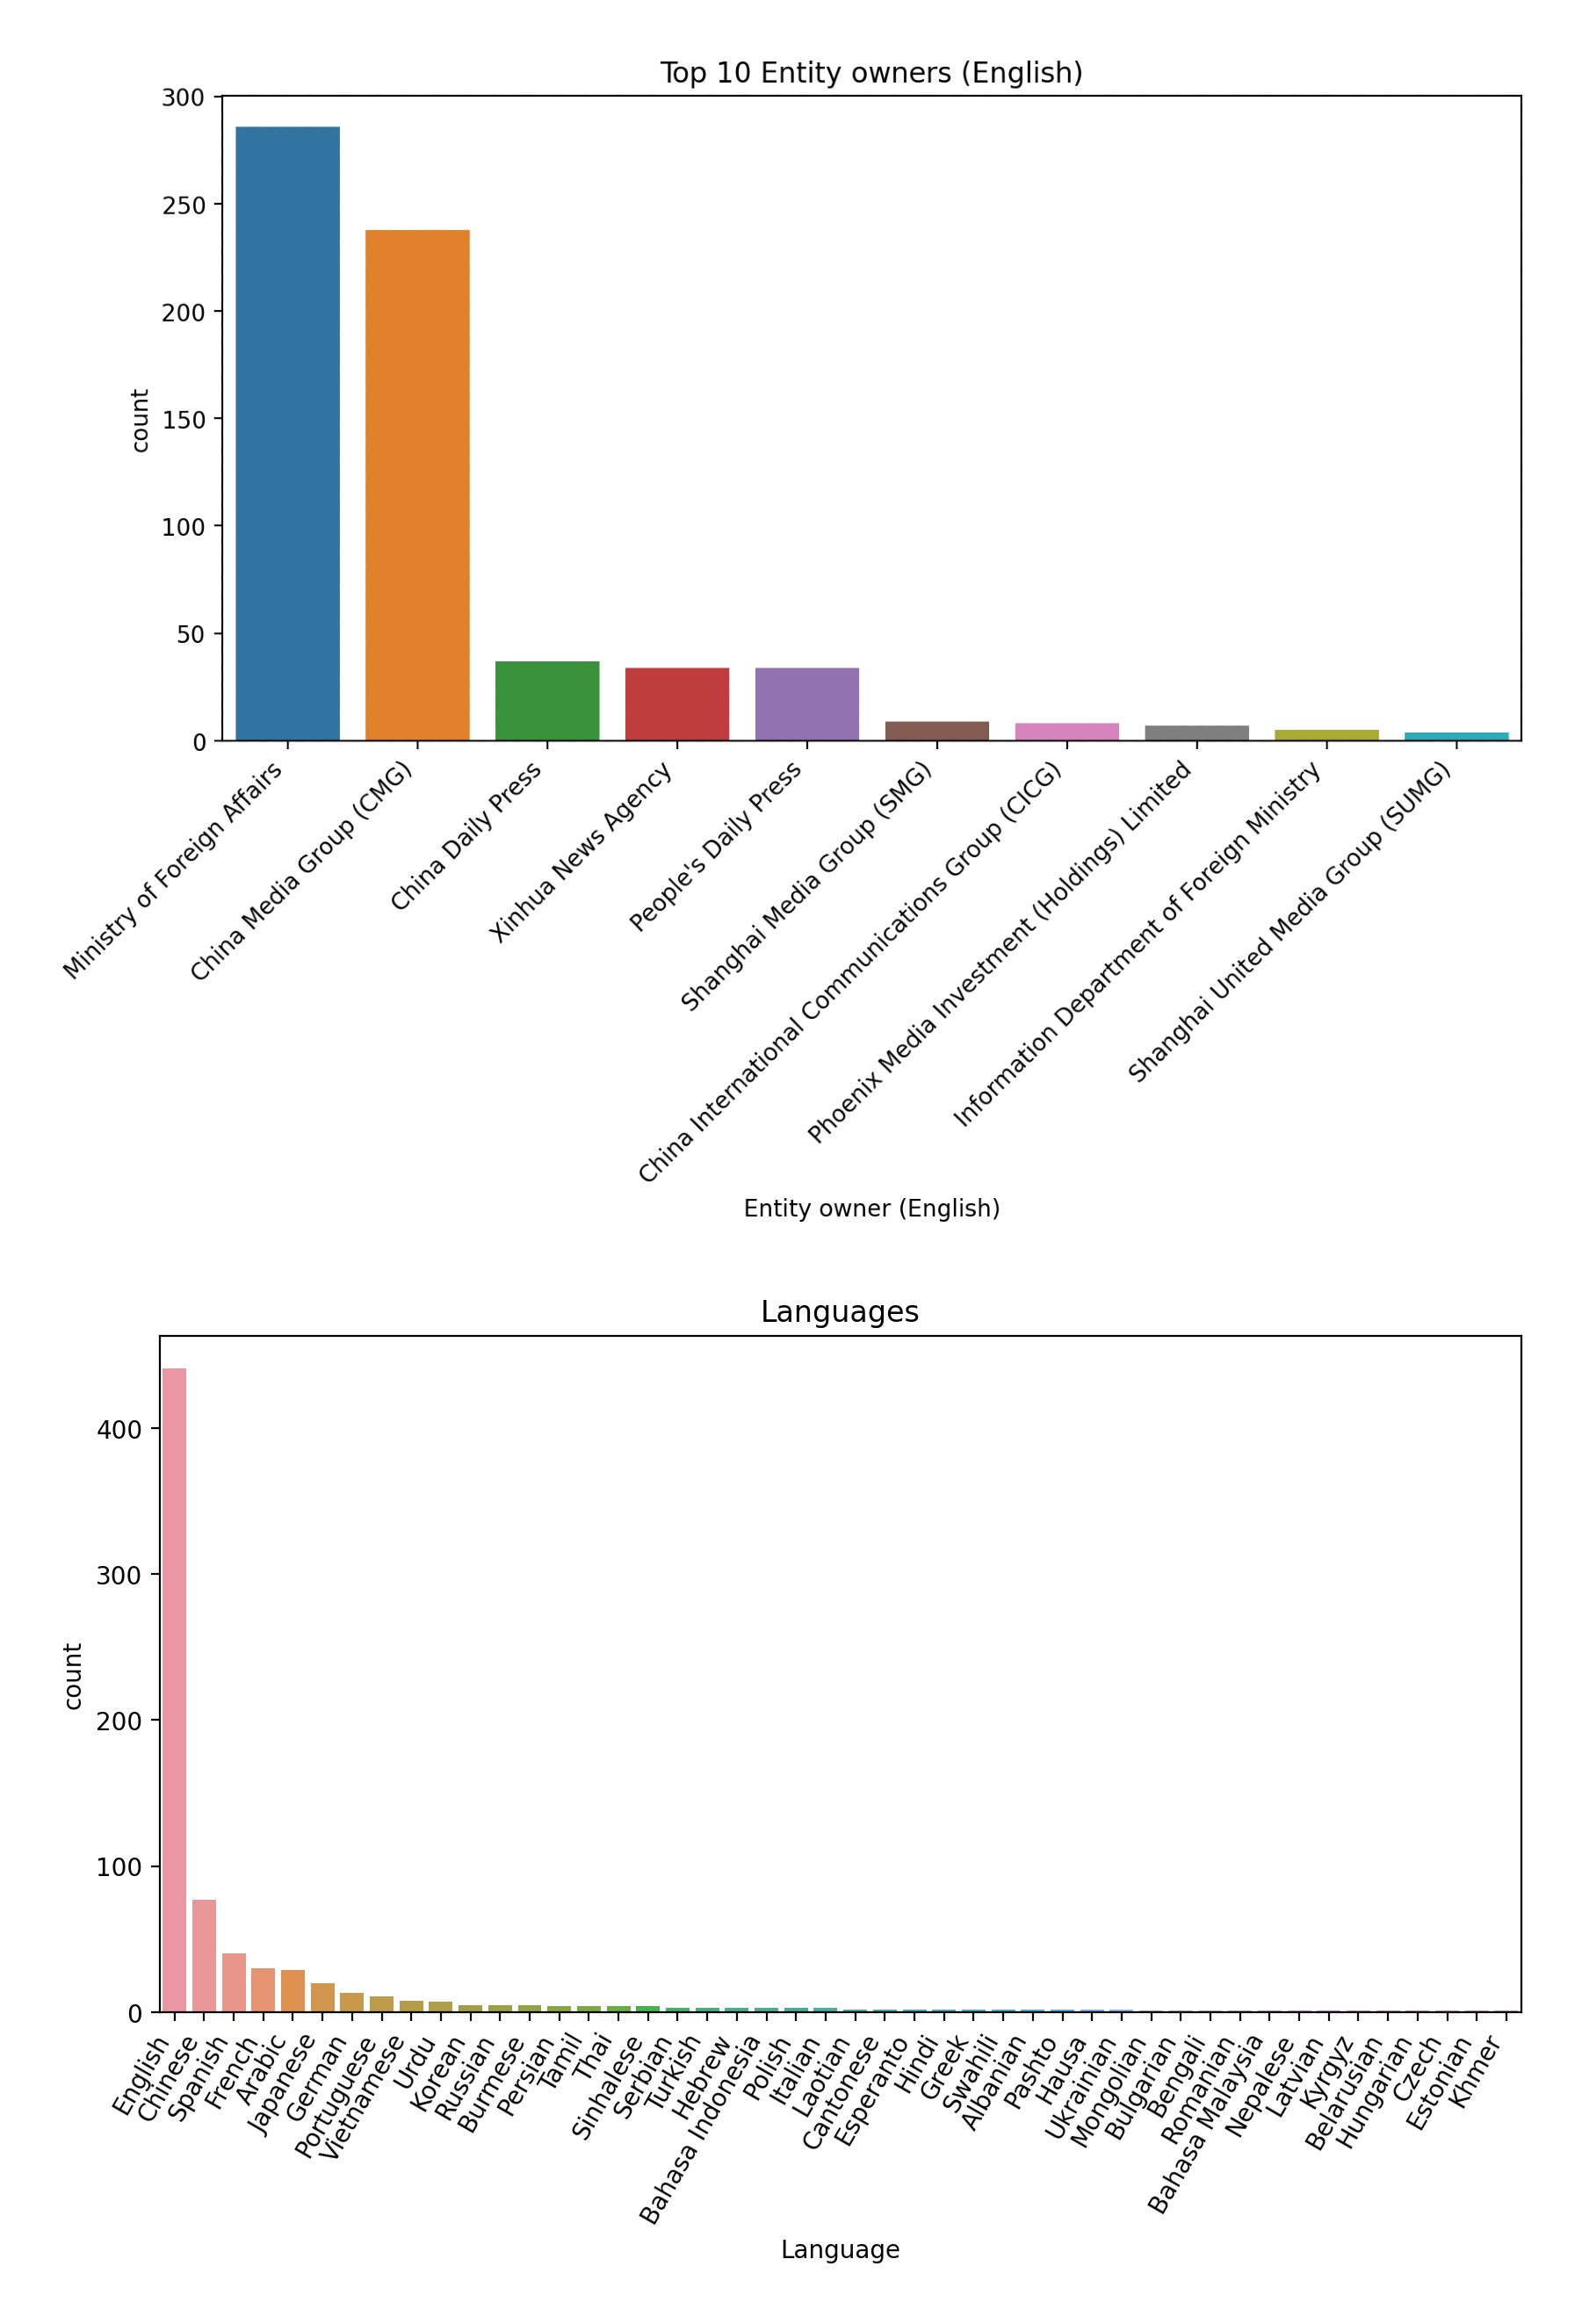 Top 10 Entity owners (English)
300
250
200
150
100
50
0
count
Ministry of Foreign Affairs
China Media Group (CMG)
China Daily Press
Xinhua News Agency
People's Daily Press
Shanghai Media Group (SMG)
China International Communications Group (CICG)
Phoenix Media Investment (Holdings) Limited
Information Department of Foreign Ministry
Shanghai United Media Group (SUMG)
Entity owner (English)
Languages
400
300
200
100
0
count
English
Chinese
Spanish
French
Arabic
Japanese
German
Portuguese
Vietnamese
Urdu
Korean
Russian
Burmese
Persian
Tamil
Thai
Sinhalese
Serbian
Turkish
Hebrew
Bahasa Indonesia
Polish
Italian
Laotian
Cantonese
Esperanto
Hindi
Greek
Swahili
Albanian
Pashto
Hausa
Ukrainian
Mongolian
Bulgarian
Bengali
Romanian
Bahasa Malaysia
Nepalese
Latvian
Kyrgyz
Belarusian
Hungarian
Czech
Estonian
Khmer
Language